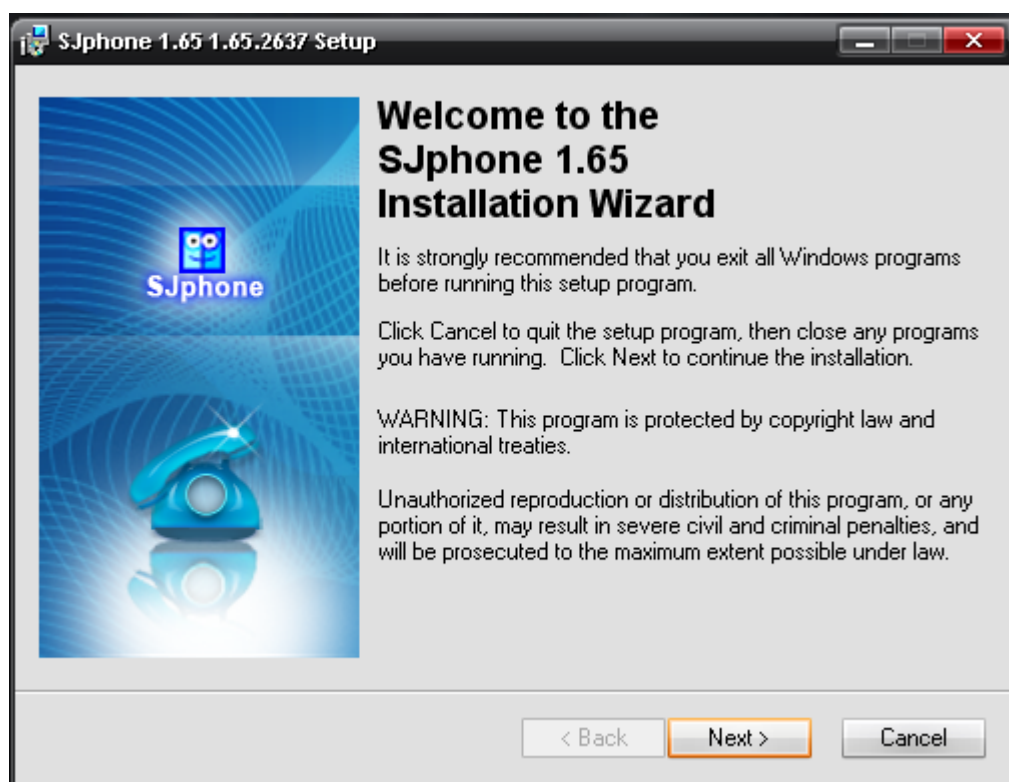 SJphone 1.65 1.65.2637 Setup
Welcome to the
SJphone 1.65
Installation Wizard
It is strongly recommended that you exit all Windows programs
before running this setup program.
Click Cancel to quit the setup program, then close any programs
you have running.  Click Next to continue the installation.
WARNING: This program is protected by copyright law and
international treaties.
Unauthorized reproduction or distribution of this program, or any
portion of it, may result in severe civil and criminal penalties, and
will be prosecuted to the maximum extent possible under law.
SJphone
< Back
Next >
Cancel